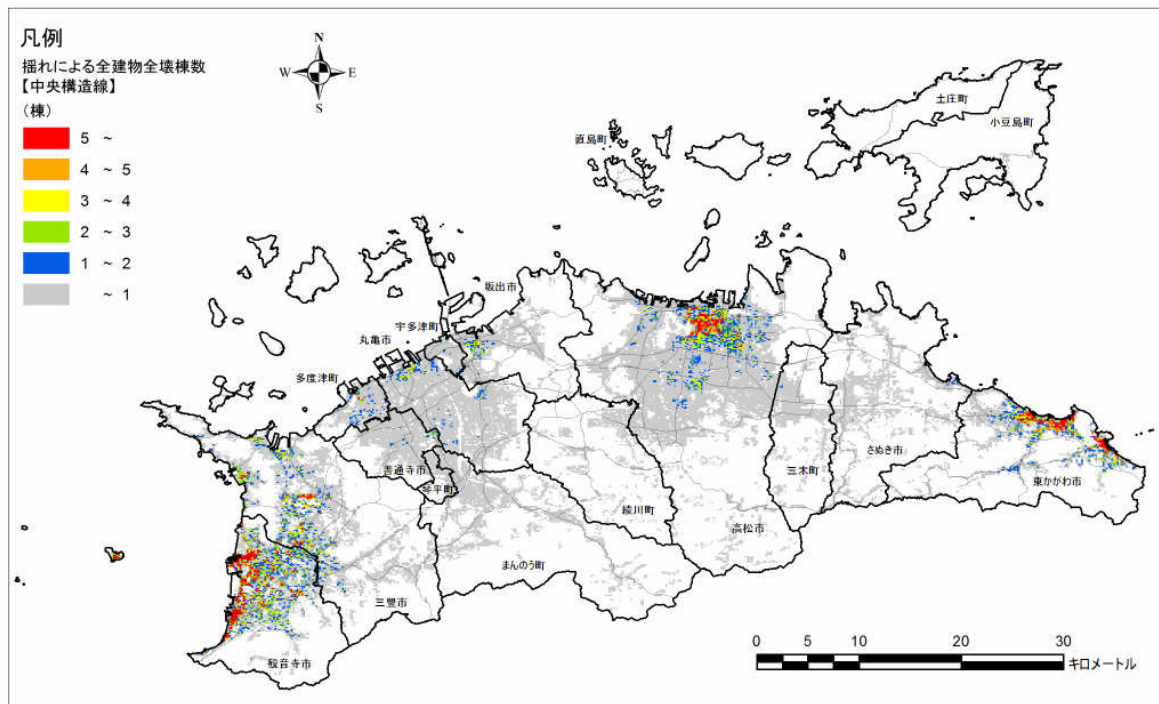 凡例
揺れによる全建物全壊棟数
【中央構造線】
(棟)
5 ~
4 ~ 5
3 ~ 4
2 ~ 3
1 ~ 2
~ 1
N
W E
S
土庄町
小豆島町
直島町
坂出市
宇多津町
丸亀市
多度津町
善通寺市
琴平町
さぬき市
三木町
東かがわ市
綾川町
高松市
まんのう町
三豊市
観音寺市
0 5 10 20 30
キロメートル